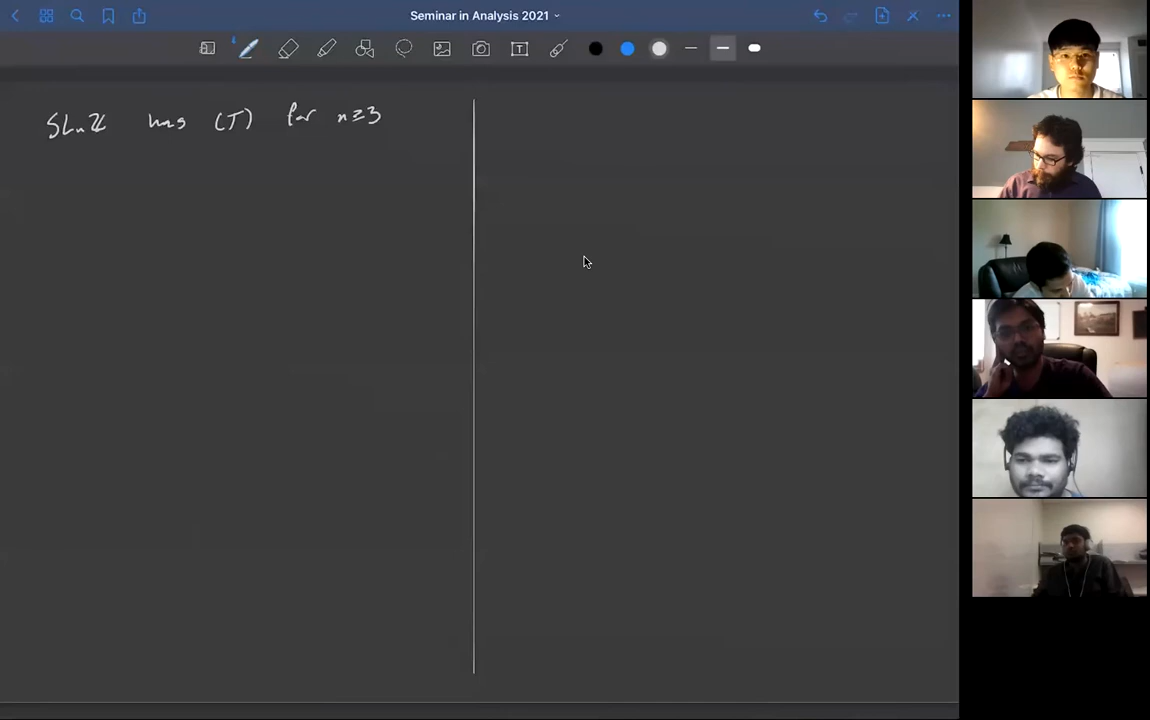 Seminar in Analysis 2021
SLnℤ has (T) for n≥3